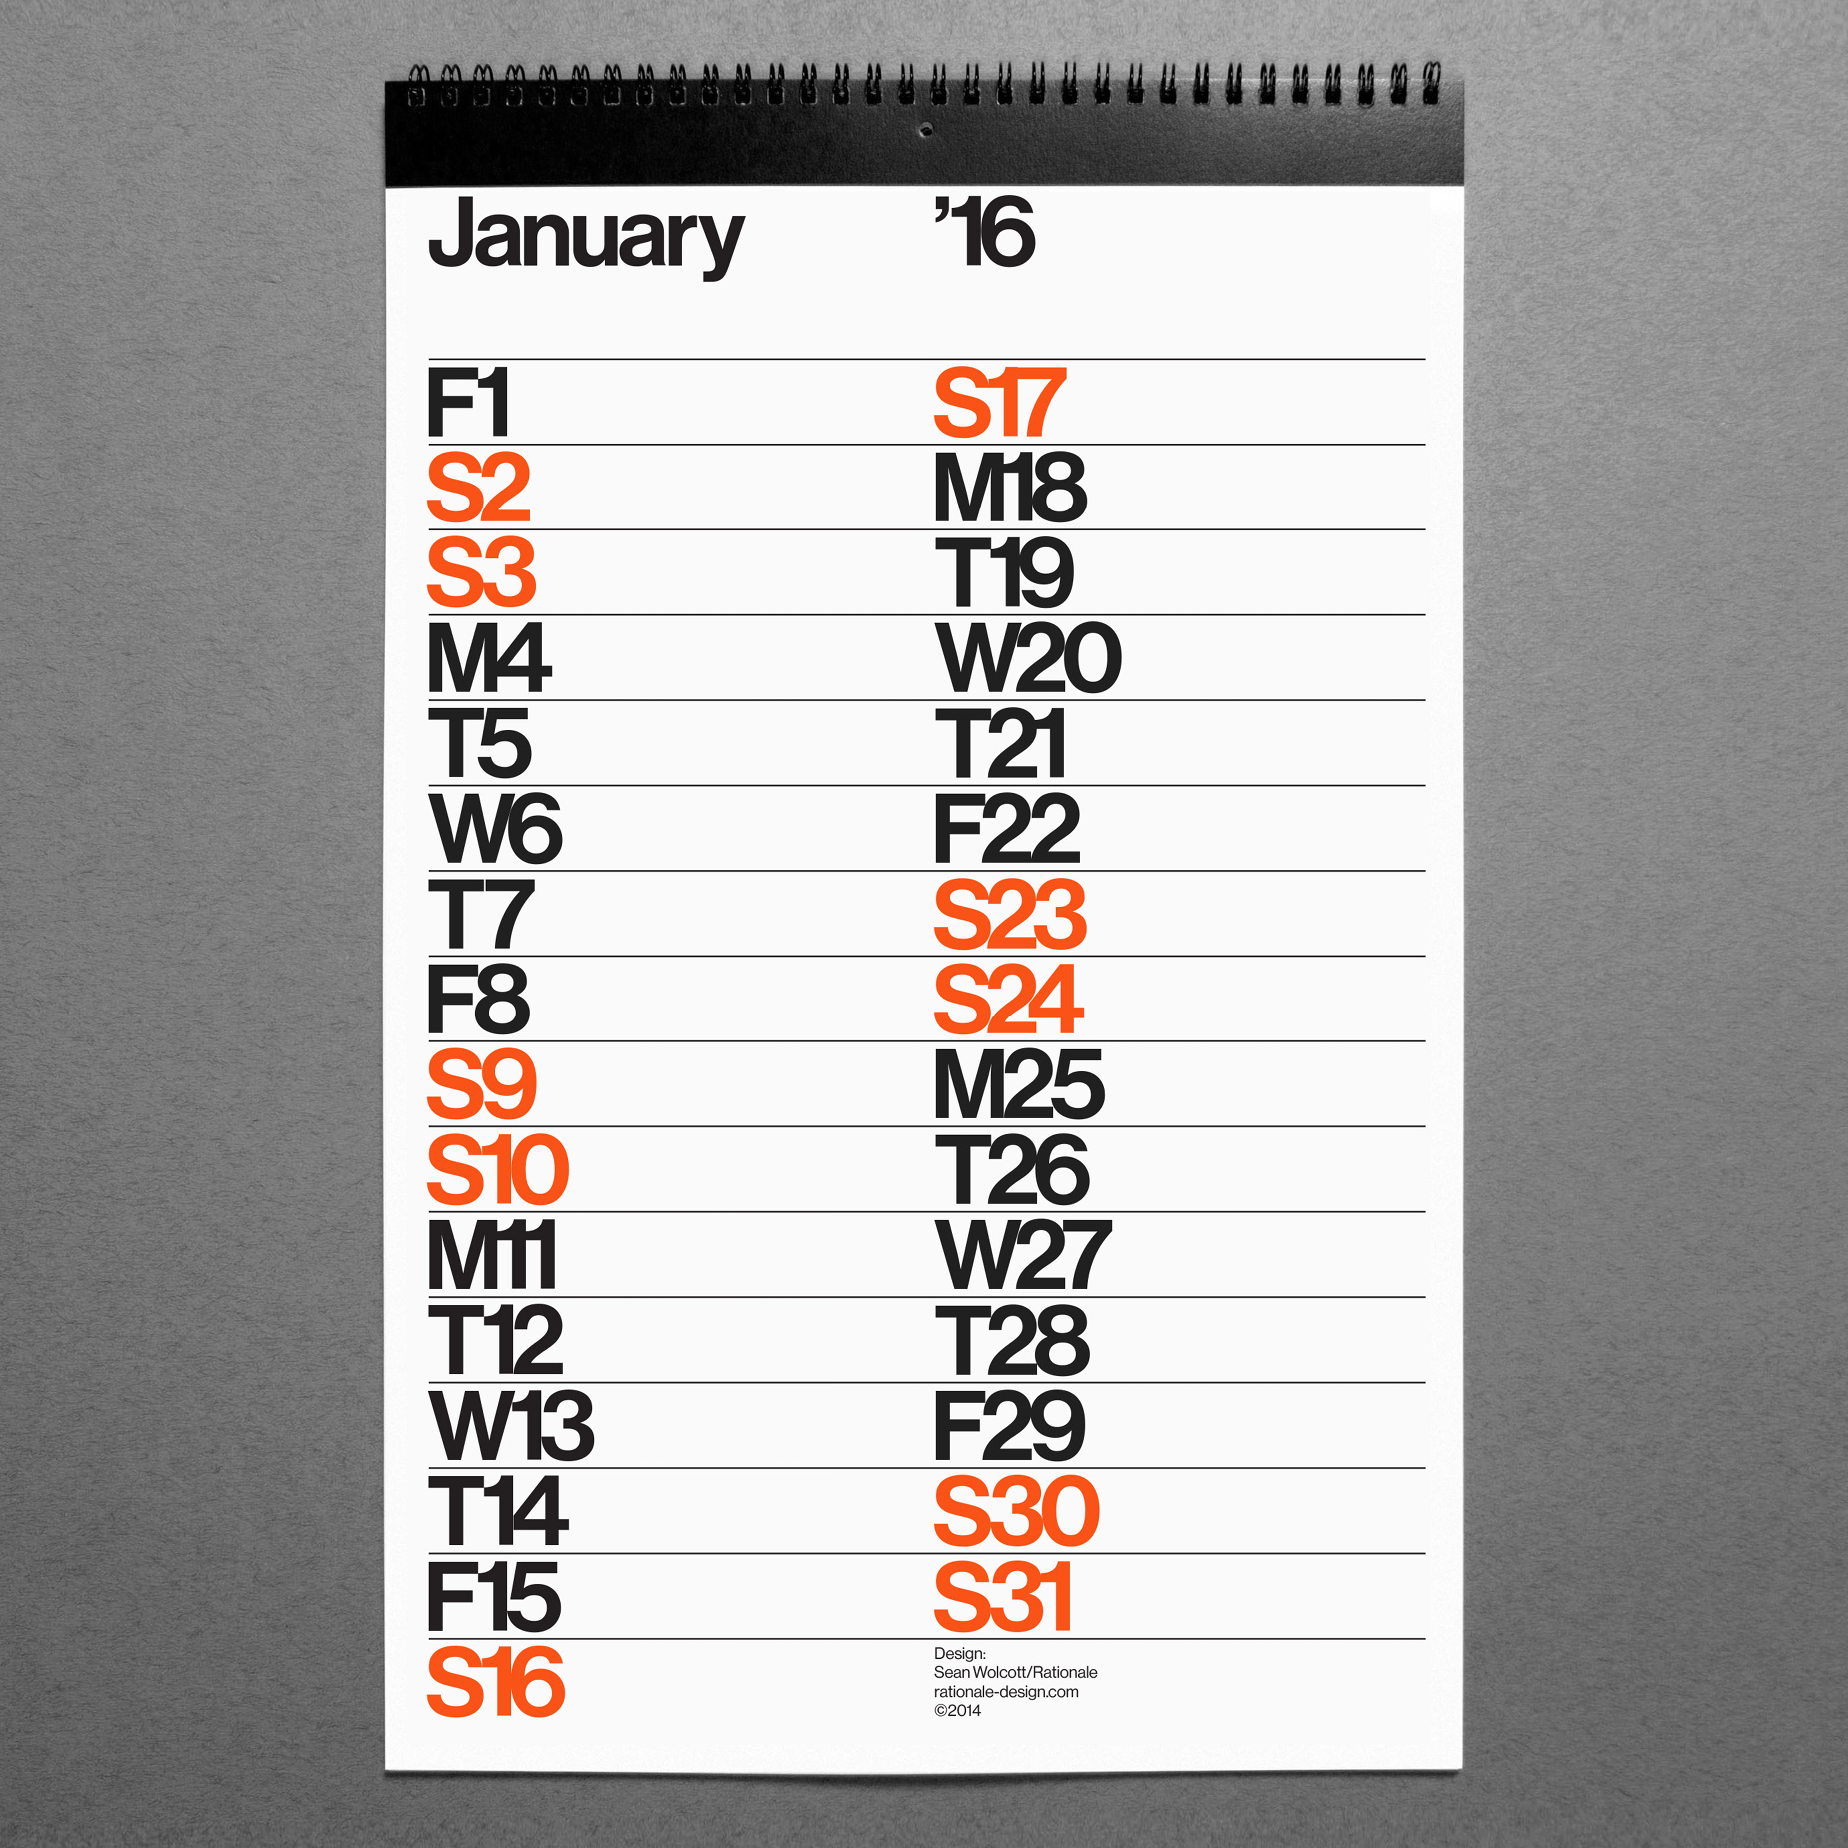 January ’16
F1
S2
S3
M4
T5
W6
T7
F8
S9
S10
M11
T12
W13
T14
F15
S16
S17
M18
T19
W20
T21
F22
S23
S24
M25
T26
W27
T28
F29
S30
S31
Design:
Sean Wolcott/Rationale
rationale-design.com
©2014